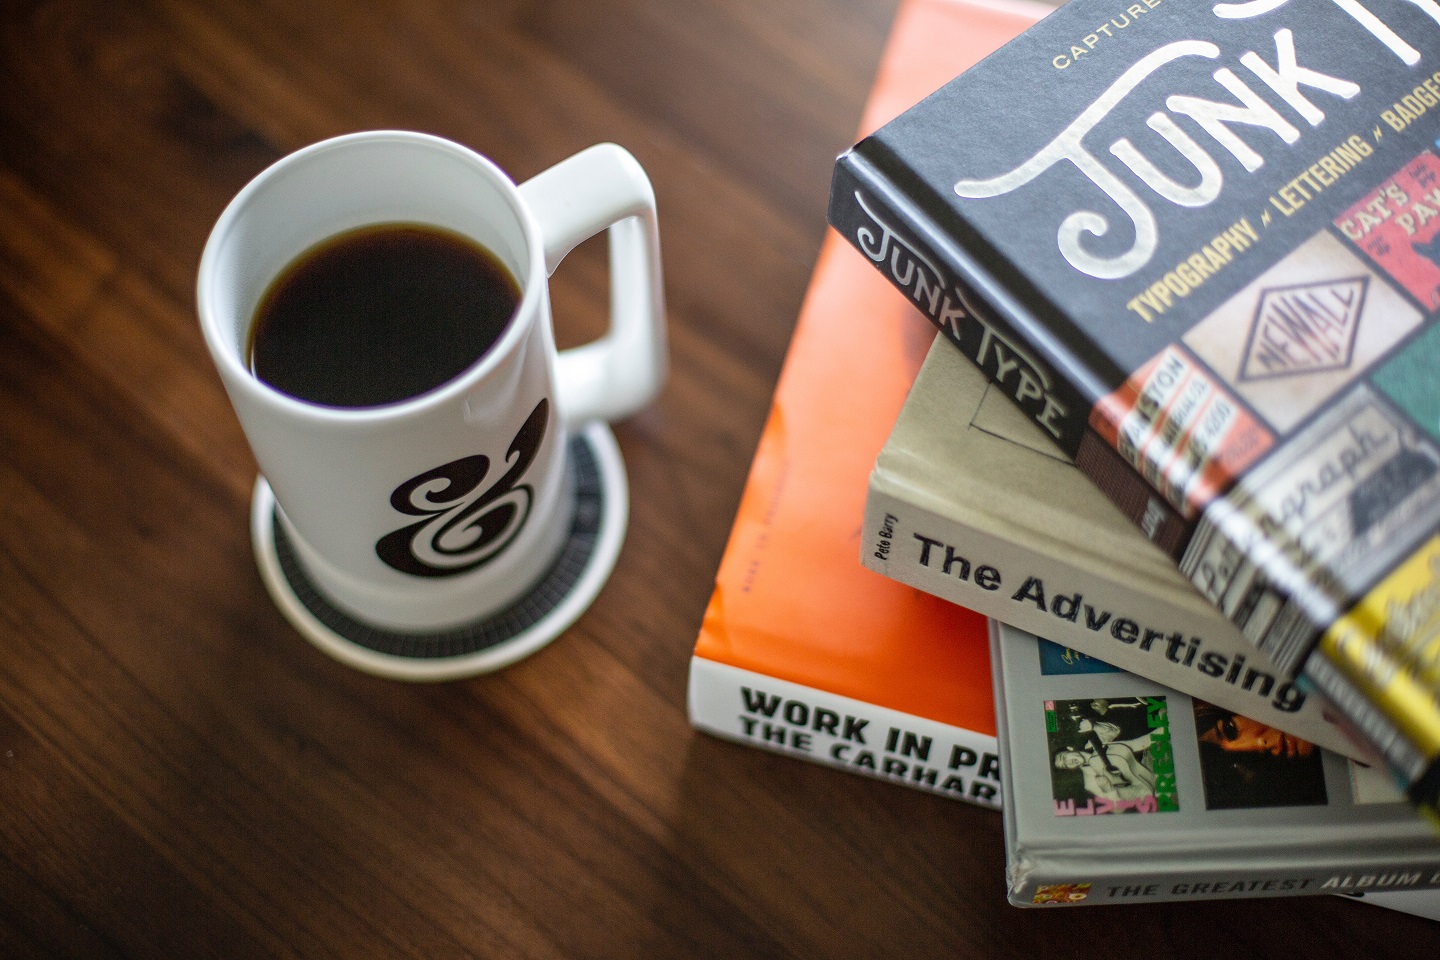 &
CAPTURE
JUNK TY
TYPOGRAPHY N LETTERING N BADGES
CAT'S
PAW
NEWALL
JUNK TYPE
Pete Barry
The Advertising
ELVIS
PRESLEY
WORK IN PR
THE CARHAR
THE GREATEST ALBUM